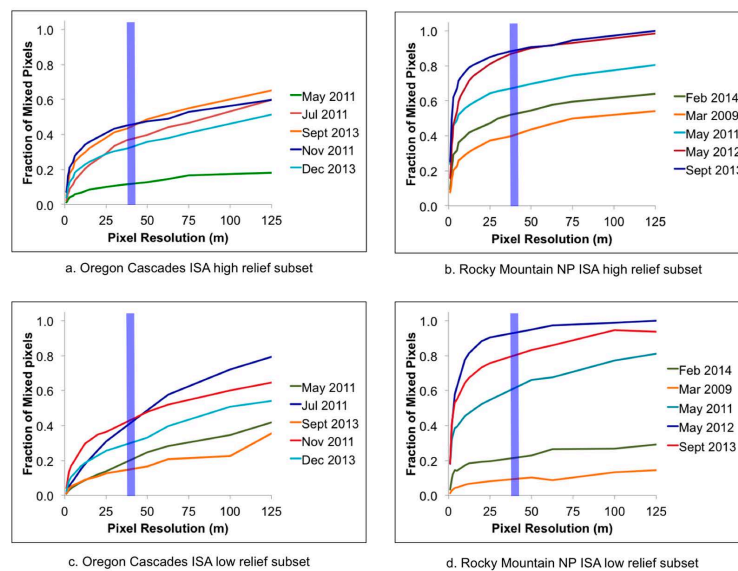 1.0
0.8
0.6
0.4
0.2
0.0
Fraction of Mixed Pixels
0 25 50 75 100 125
Pixel Resolution (m)
May 2011
Jul 2011
Sept 2013
Nov 2011
Dec 2013
a. Oregon Cascades ISA high relief subset
1.0
0.8
0.6
0.4
0.2
0.0
Fraction of Mixed Pixels
0 25 50 75 100 125
Pixel Resolution (m)
Feb 2014
Mar 2009
May 2011
May 2012
Sept 2013
b. Rocky Mountain NP ISA high relief subset
1.0
0.8
0.6
0.4
0.2
0.0
Fraction of Mixed pixels
0 25 50 75 100 125
Pixel Resolution (m)
May 2011
Jul 2011
Sept 2013
Nov 2011
Dec 2013
c. Oregon Cascades ISA low relief subset
1.0
0.8
0.6
0.4
0.2
0.0
Fraction of Mixed Pixels
0 25 50 75 100 125
Pixel Resolution (m)
Feb 2014
Mar 2009
May 2011
May 2012
Sept 2013
d. Rocky Mountain NP ISA low relief subset